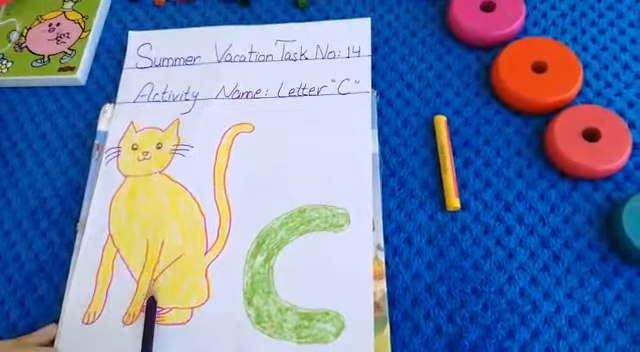 Summer Vacation Task No: 14
Activity Name: Letter "C"
C